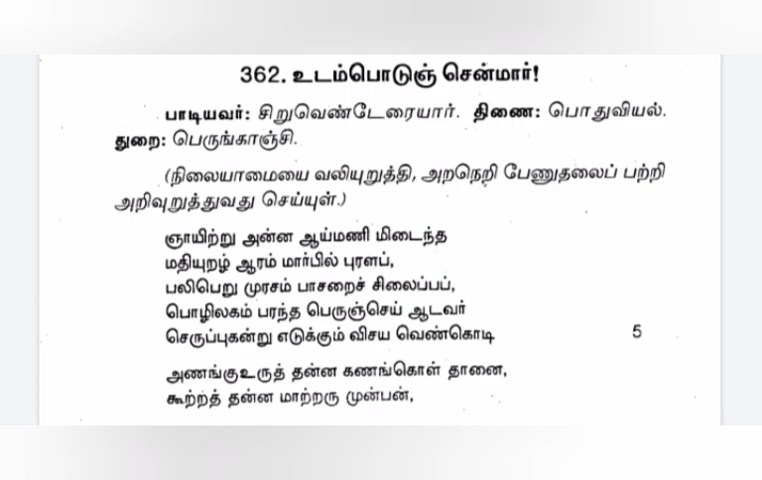 362. உடம்பொடுஞ் சென்மார்!
பாடியவர்: சிறுவெண்டேரையார். திணை: பொதுவியல்.
துறை: பெருங்காஞ்சி.
(நிலையாமையை வலியுறுத்தி, அறநெறி பேணுதலைப் பற்றி
அறிவுறுத்துவது செய்யுள்.)
ஞாயிற்று அன்ன ஆய்மணி மிடைந்த
மதியுறழ் ஆரம் மார்பில் புரளப்,
பலிபெறு முரசம் பாசறைச் சிலைப்பப்,
பொழிலகம் பரந்த பெருஞ்செய் ஆடவர்
செருப்புகன்று எடுக்கும் விசய வெண்கொடி 5
அணங்குஉருத் தன்ன கணங்கொள் தானை,
கூற்றத் தன்ன மாற்றரு முன்பன்,